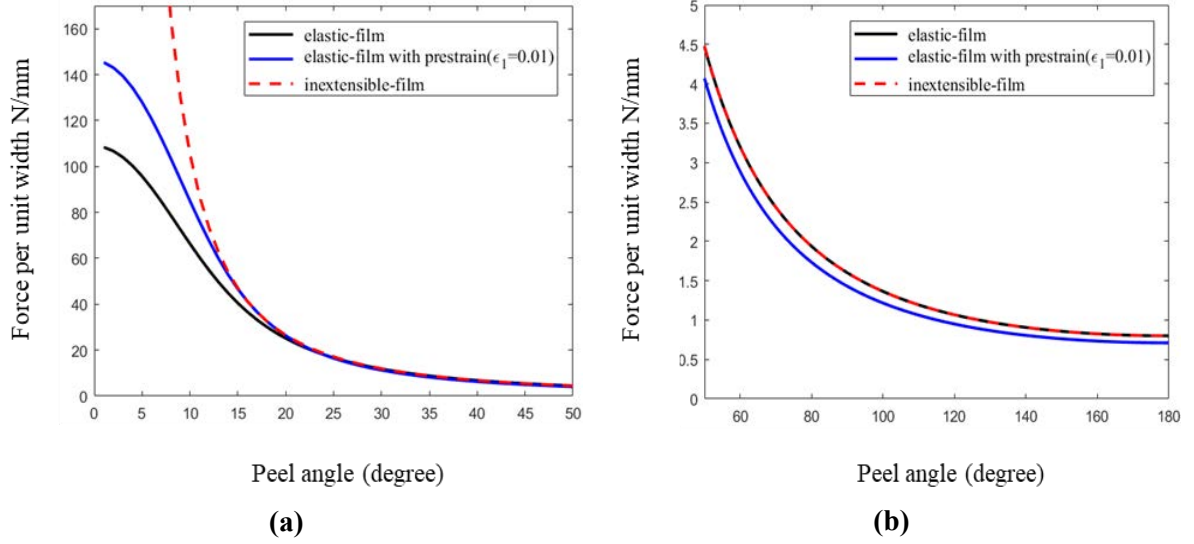 Force per unit width N/mm
160
140
120
100
80
60
40
20
0
elastic-film
elastic-film with prestrain(ϵ₁=0.01)
inextensible-film
0 5 10 15 20 25 30 35 40 45 50
Peel angle (degree)
(a)
Force per unit width N/mm
5
4.5
4
3.5
3
2.5
2
1.5
1
0.5
0
elastic-film
elastic-film with prestrain(ϵ₁=0.01)
inextensible-film
60 80 100 120 140 160 180
Peel angle (degree)
(b)